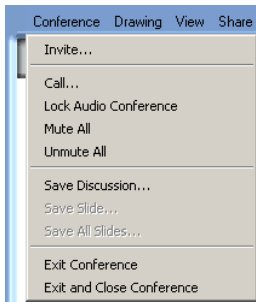 Conference Drawing View Share
Invite...
Call...
Lock Audio Conference
Mute All
Unmute All
Save Discussion...
Save Slide...
Save All Slides...
Exit Conference
Exit and Close Conference